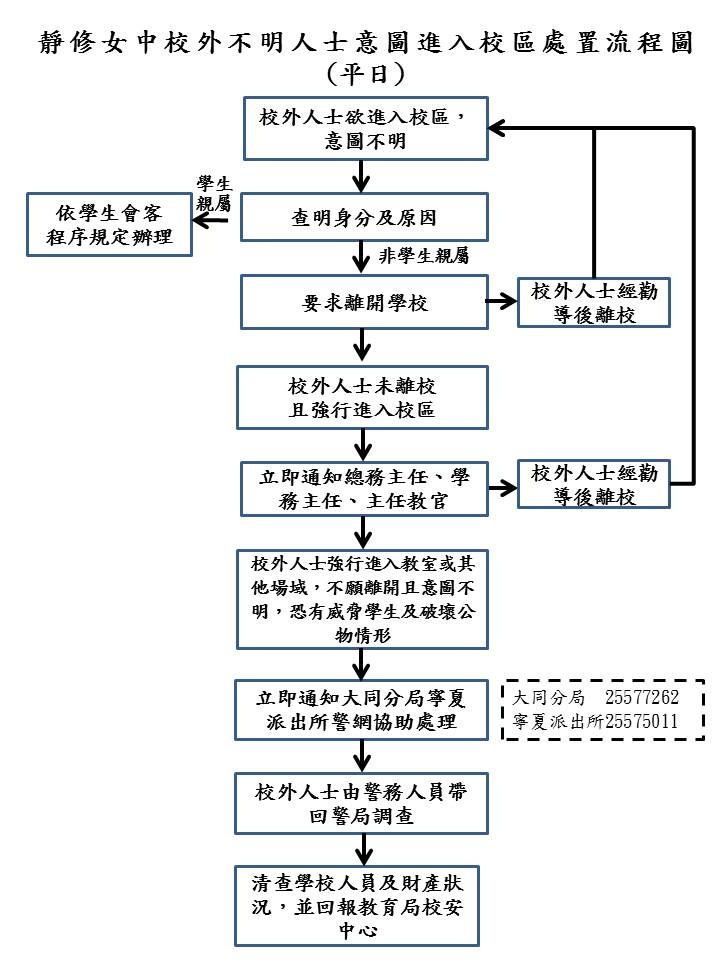 靜修女中校外不明人士意圖進入校區處置流程圖
(平日)
校外人士欲進入校區，
意圖不明
學生
親屬
依學生會客
程序規定辦理
查明身分及原因
非學生親屬
要求離開學校
校外人士經勸
導後離校
校外人士未離校
且強行進入校區
立即通知總務主任、學
務主任、主任教官
校外人士經勸
導後離校
校外人士強行進入教室或其
他場域，不願離開且意圖不
明，恐有威脅學生及破壞公
物情形
立即通知大同分局寧夏
派出所警網協助處理
大同分局 25577262
寧夏派出所25575011
校外人士由警務人員帶
回警局調查
清查學校人員及財產狀
況，並回報教育局校安
中心